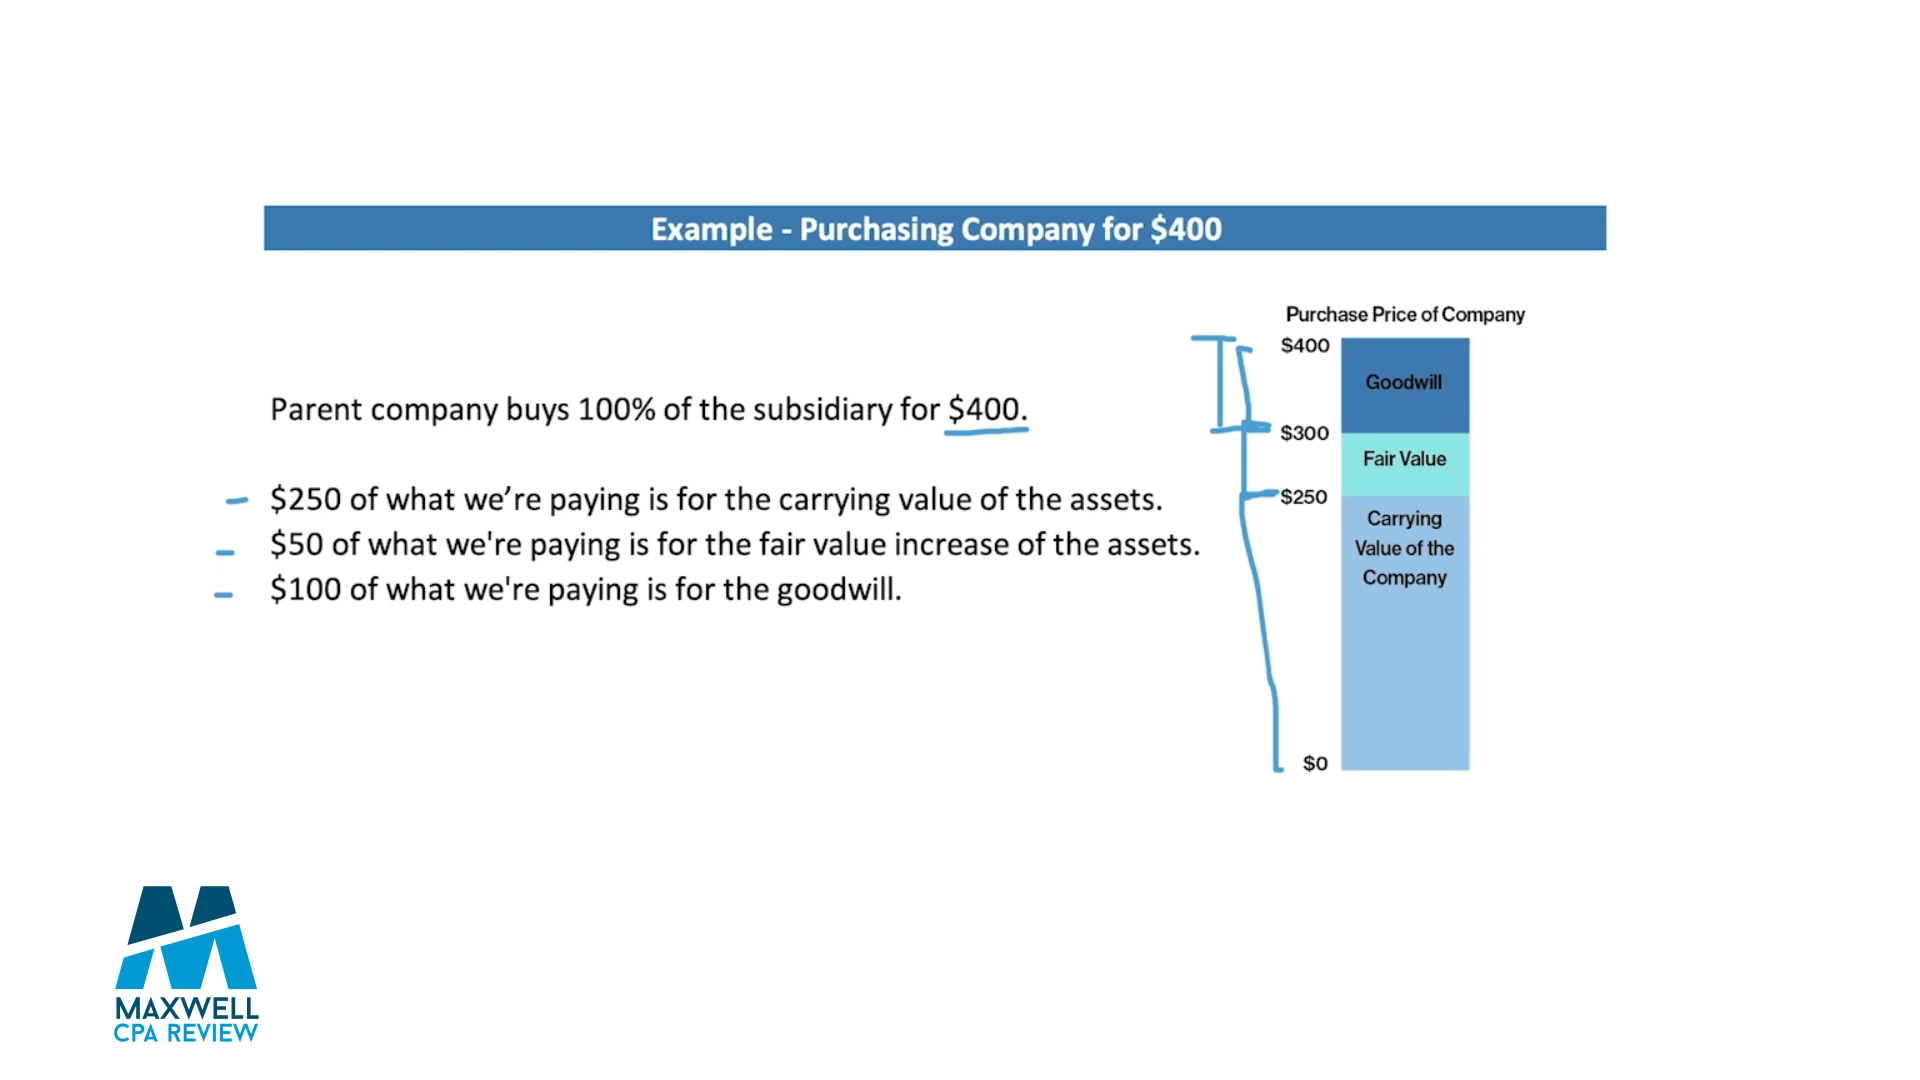 Example - Purchasing Company for $400
Parent company buys 100% of the subsidiary for $400.
$250 of what we’re paying is for the carrying value of the assets.
$50 of what we're paying is for the fair value increase of the assets.
$100 of what we're paying is for the goodwill.
Purchase Price of Company
$400
Goodwill
$300
Fair Value
$250
Carrying
Value of the
Company
$0
MAXWELL
CPA REVIEW